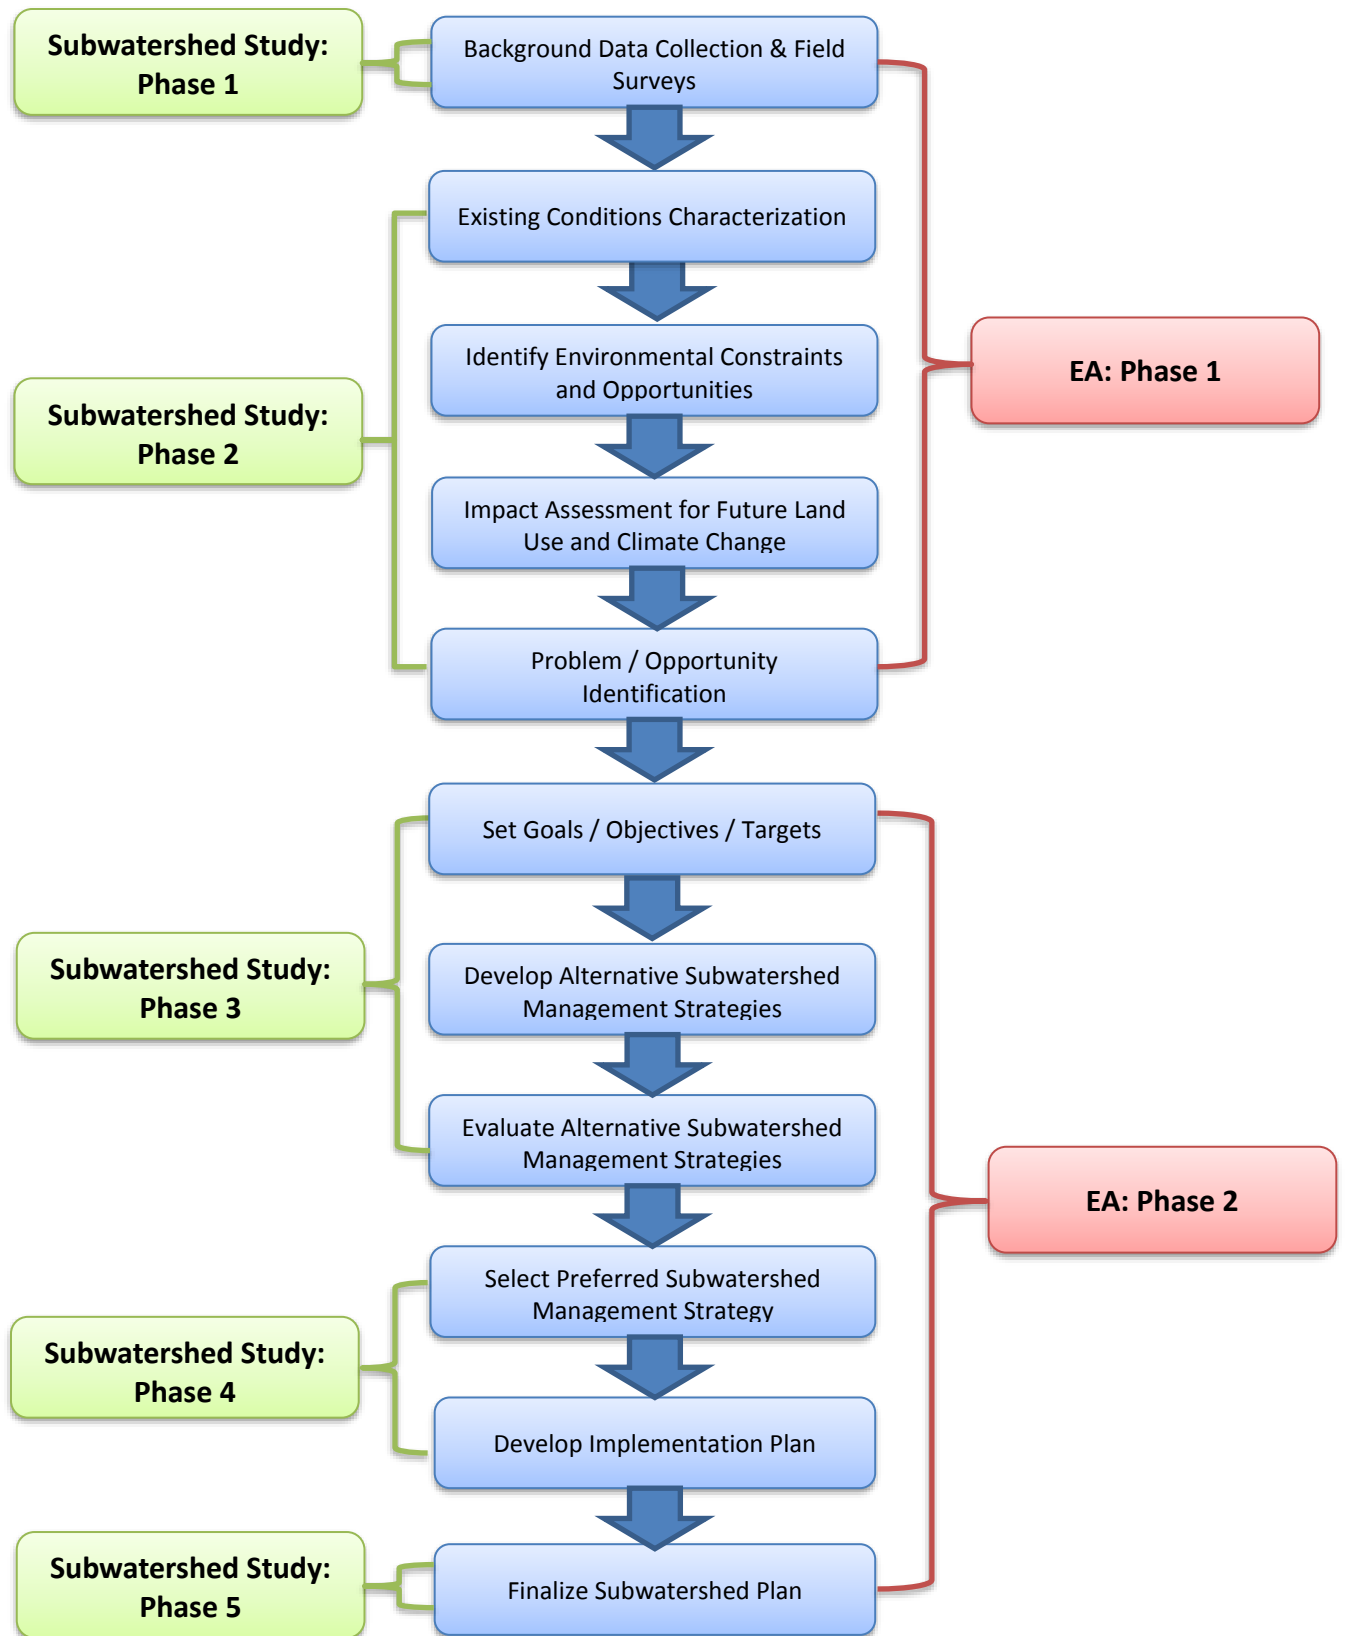 Subwatershed Study:
Phase 1
Background Data Collection & Field
Surveys
Existing Conditions Characterization
Identify Environmental Constraints
and Opportunities
EA: Phase 1
Subwatershed Study:
Phase 2
Impact Assessment for Future Land
Use and Climate Change
Problem / Opportunity
Identification
Set Goals / Objectives / Targets
Subwatershed Study:
Phase 3
Develop Alternative Subwatershed
Management Strategies
Evaluate Alternative Subwatershed
Management Strategies
EA: Phase 2
Select Preferred Subwatershed
Management Strategy
Subwatershed Study:
Phase 4
Develop Implementation Plan
Subwatershed Study:
Phase 5
Finalize Subwatershed Plan